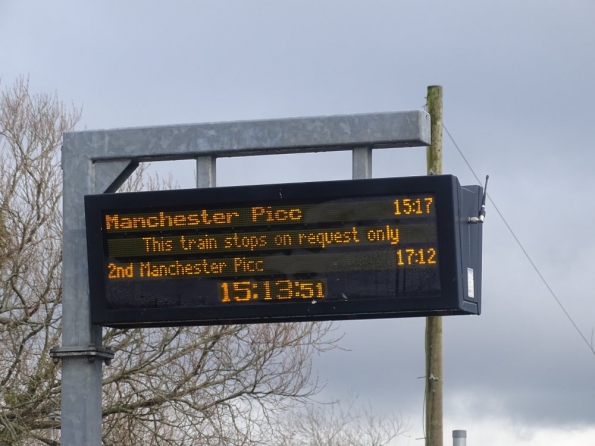 Manchester Picc 15:17
This train stops on request only
2nd Manchester Picc 17:12
15:13:51